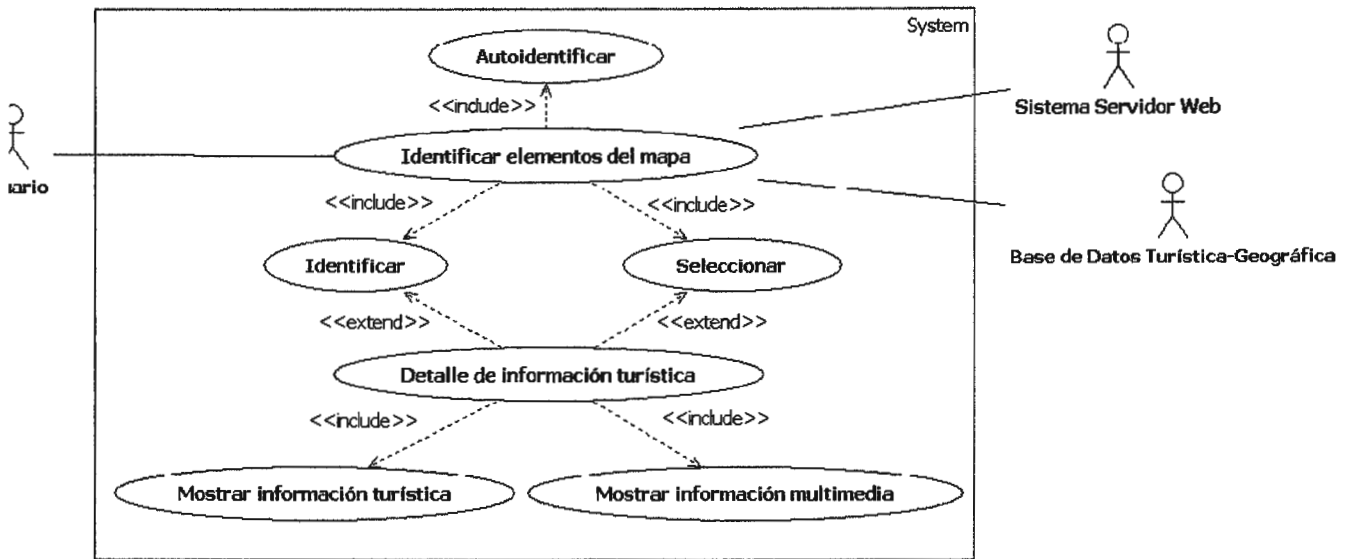 System
Autoidentificar
<<include>>
Sistema Servidor Web
Identificar elementos del mapa
uario
<<include>>
<<include>>
Base de Datos Turística-Geográfica
Identificar
Seleccionar
<<extend>>
<<extend>>
Detalle de información turística
<<include>>
<<include>>
Mostrar información turística
Mostrar información multimedia